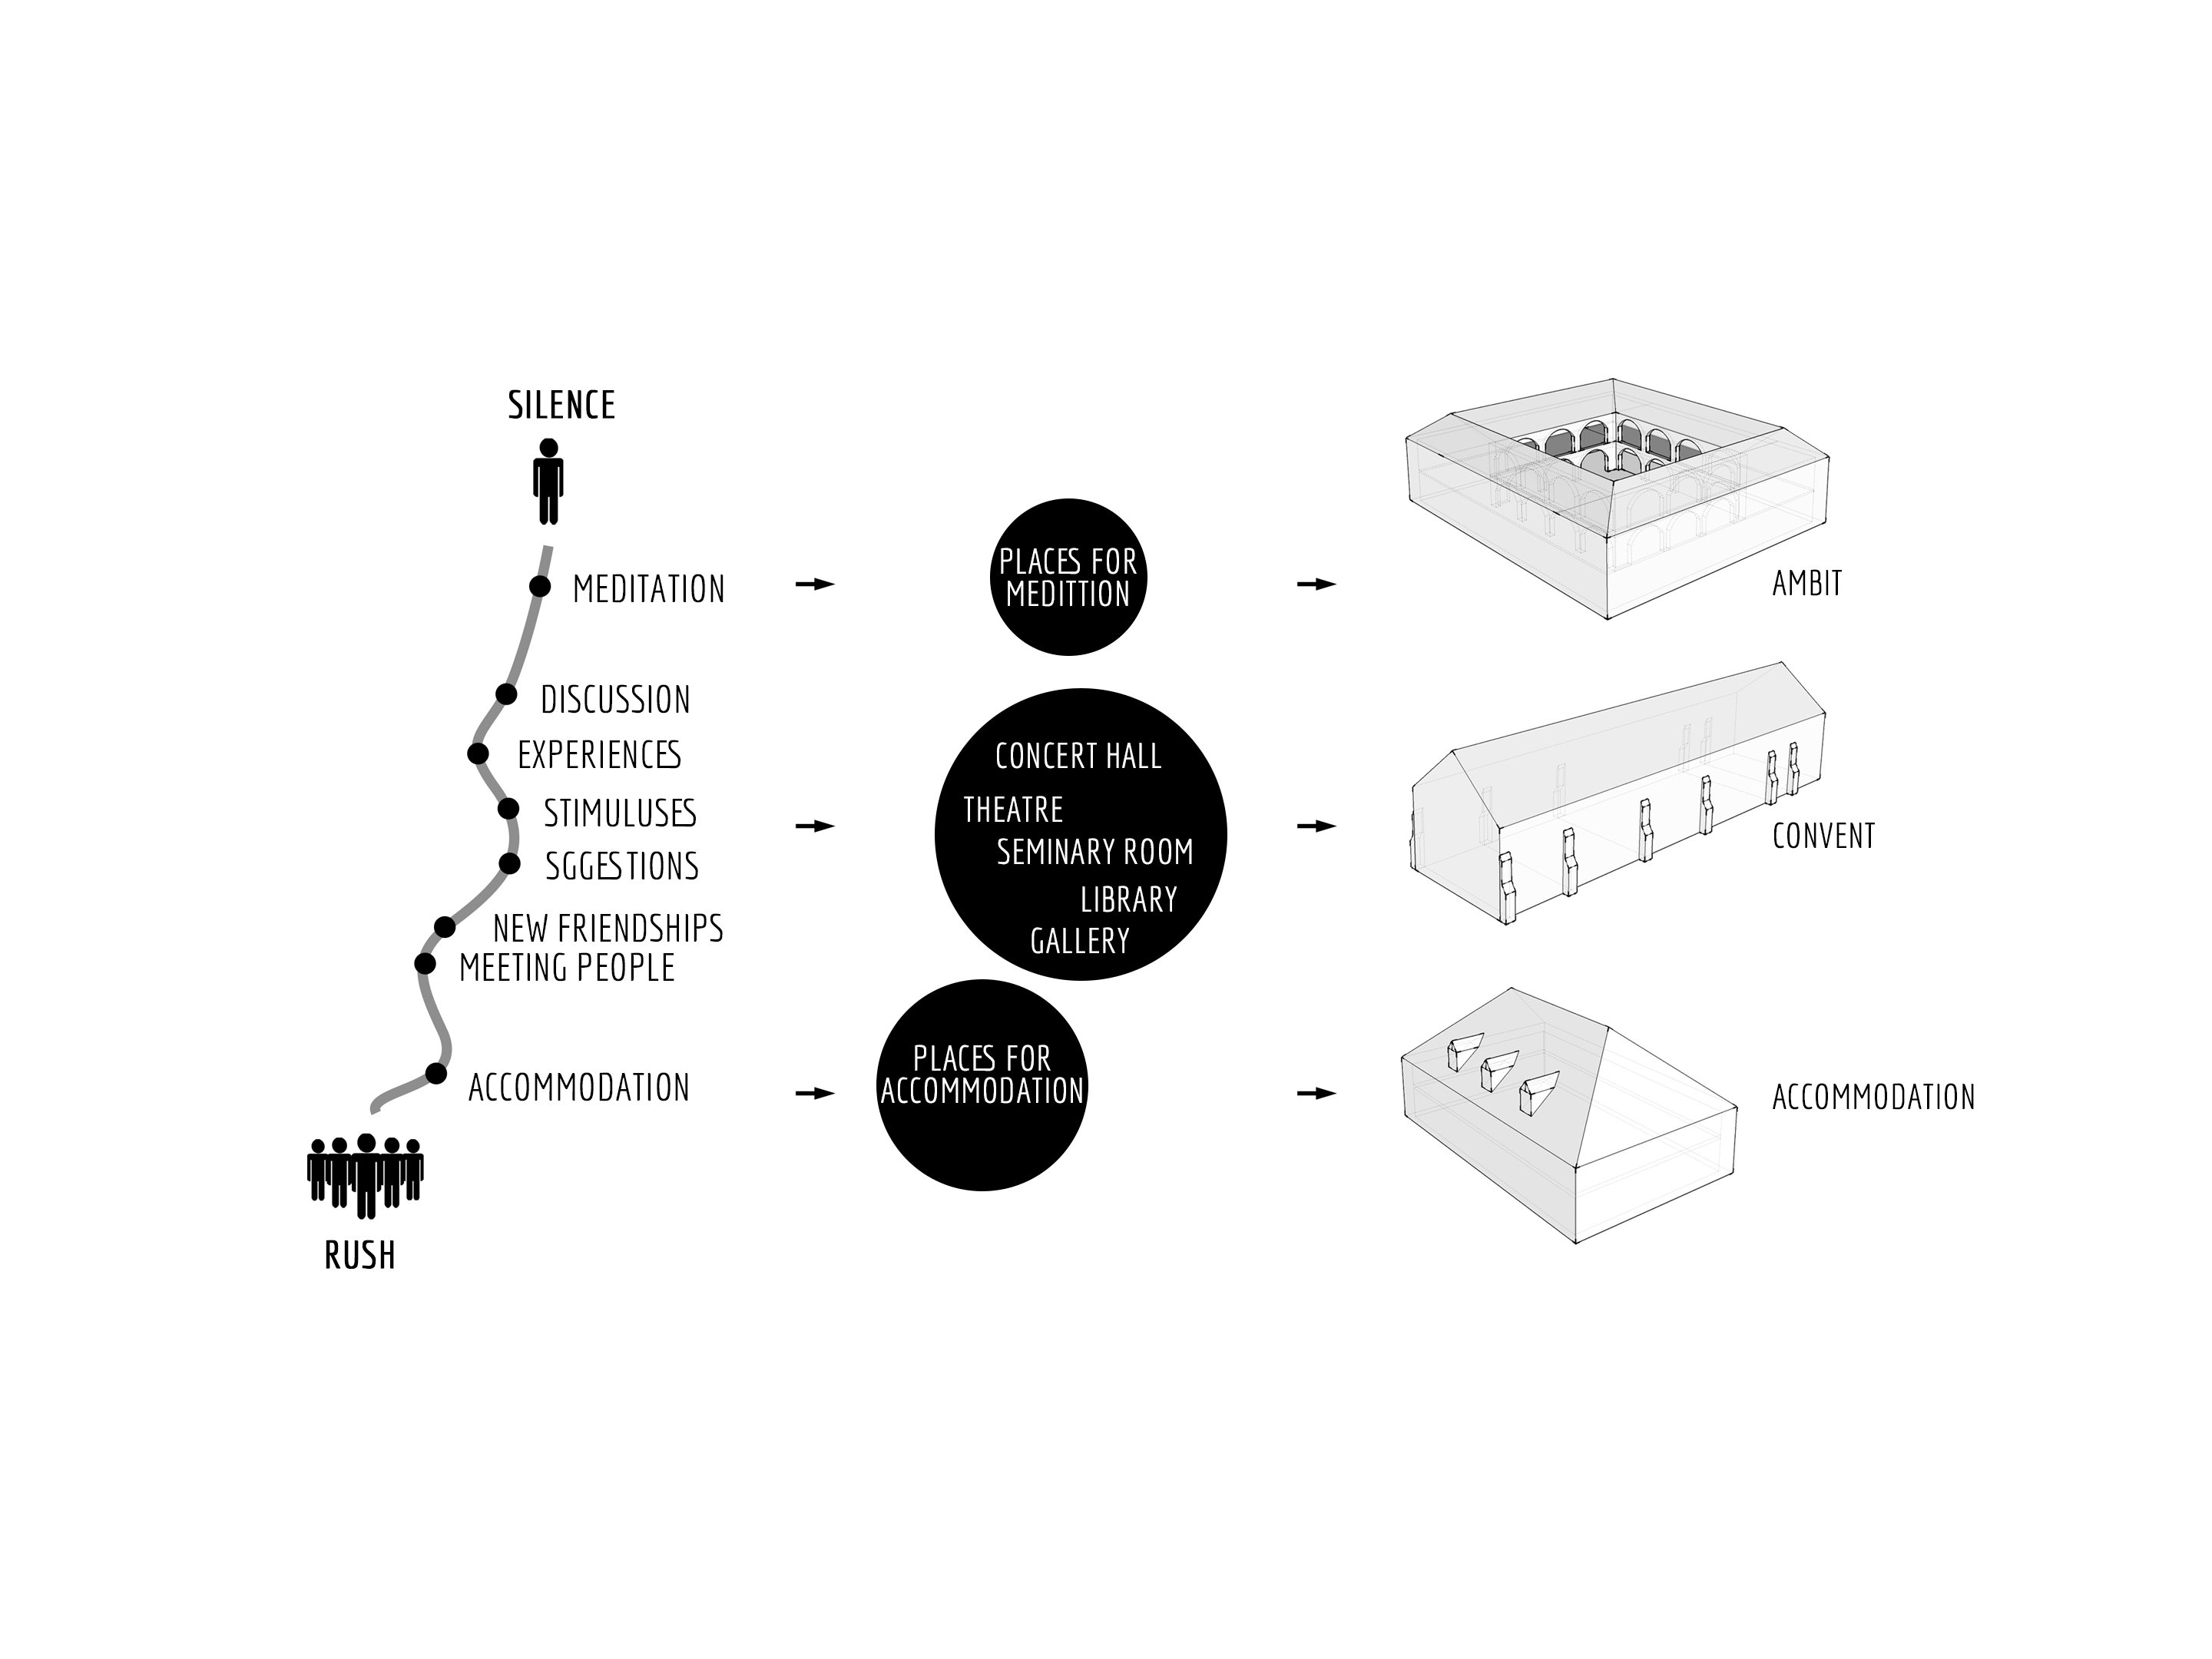 SILENCE
MEDITATION
DISCUSSION
EXPERIENCES
STIMULUSES
SGGESTIONS
NEW FRIENDSHIPS
MEETING PEOPLE
ACCOMMODATION
RUSH
PLACES FOR
MEDITTION
CONCERT HALL
THEATRE
SEMINARY ROOM
LIBRARY
GALLERY
PLACES FOR
ACCOMMODATION
AMBIT
CONVENT
ACCOMMODATION